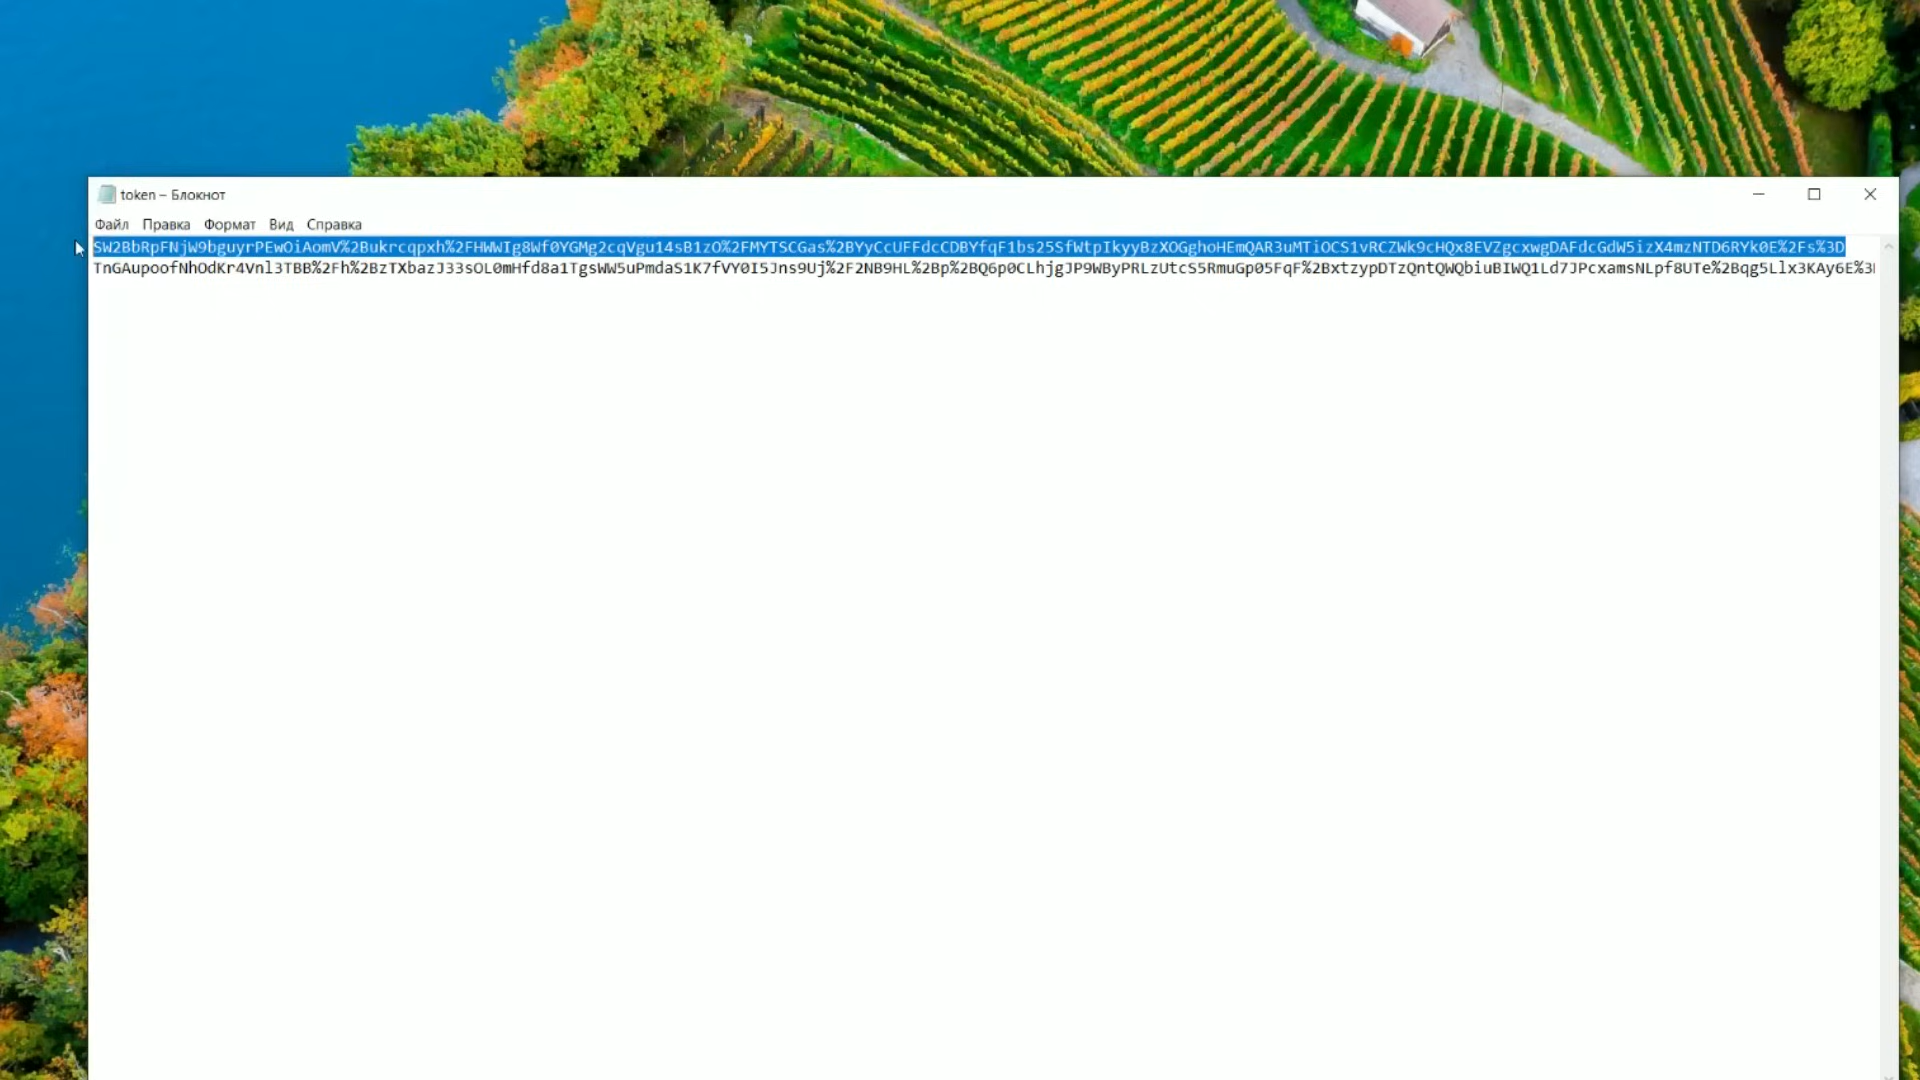 token – Блокнот
Файл Правка Формат Вид Справка
SW2BbRpFNjW9bguyrPEwOiAomV%2Bukrcqpxh%2FHWWIg8Wf0YGMg2cqVgu14sB1zO%2FMYTSCGas%2BYyCcUFFdcCDBYfqF1bs25SfWtpIkyyBzXOGghoHEmQAR3uMTiOCS1vRCZWk9cHQx8EVZgcxwgDAFdcGdW5izX4mzNTD6RYk0E%2Fs%3D
TnGAupoofNhOdKr4Vnl3TBB%2Fh%2BzTXbazJ33sOL0mHfd8a1TgsWW5uPmdaS1K7fVY0I5Jns9Uj%2F2NB9HL%2Bp%2BQ6p0CLhjgJP9WByPRLzUtcS5RmuGp05FqF%2BxtzypDTzQntQWQbiuBIWQ1Ld7JPcxamsNLpf8UTe%2Bqg5Llx3KAy6E%3